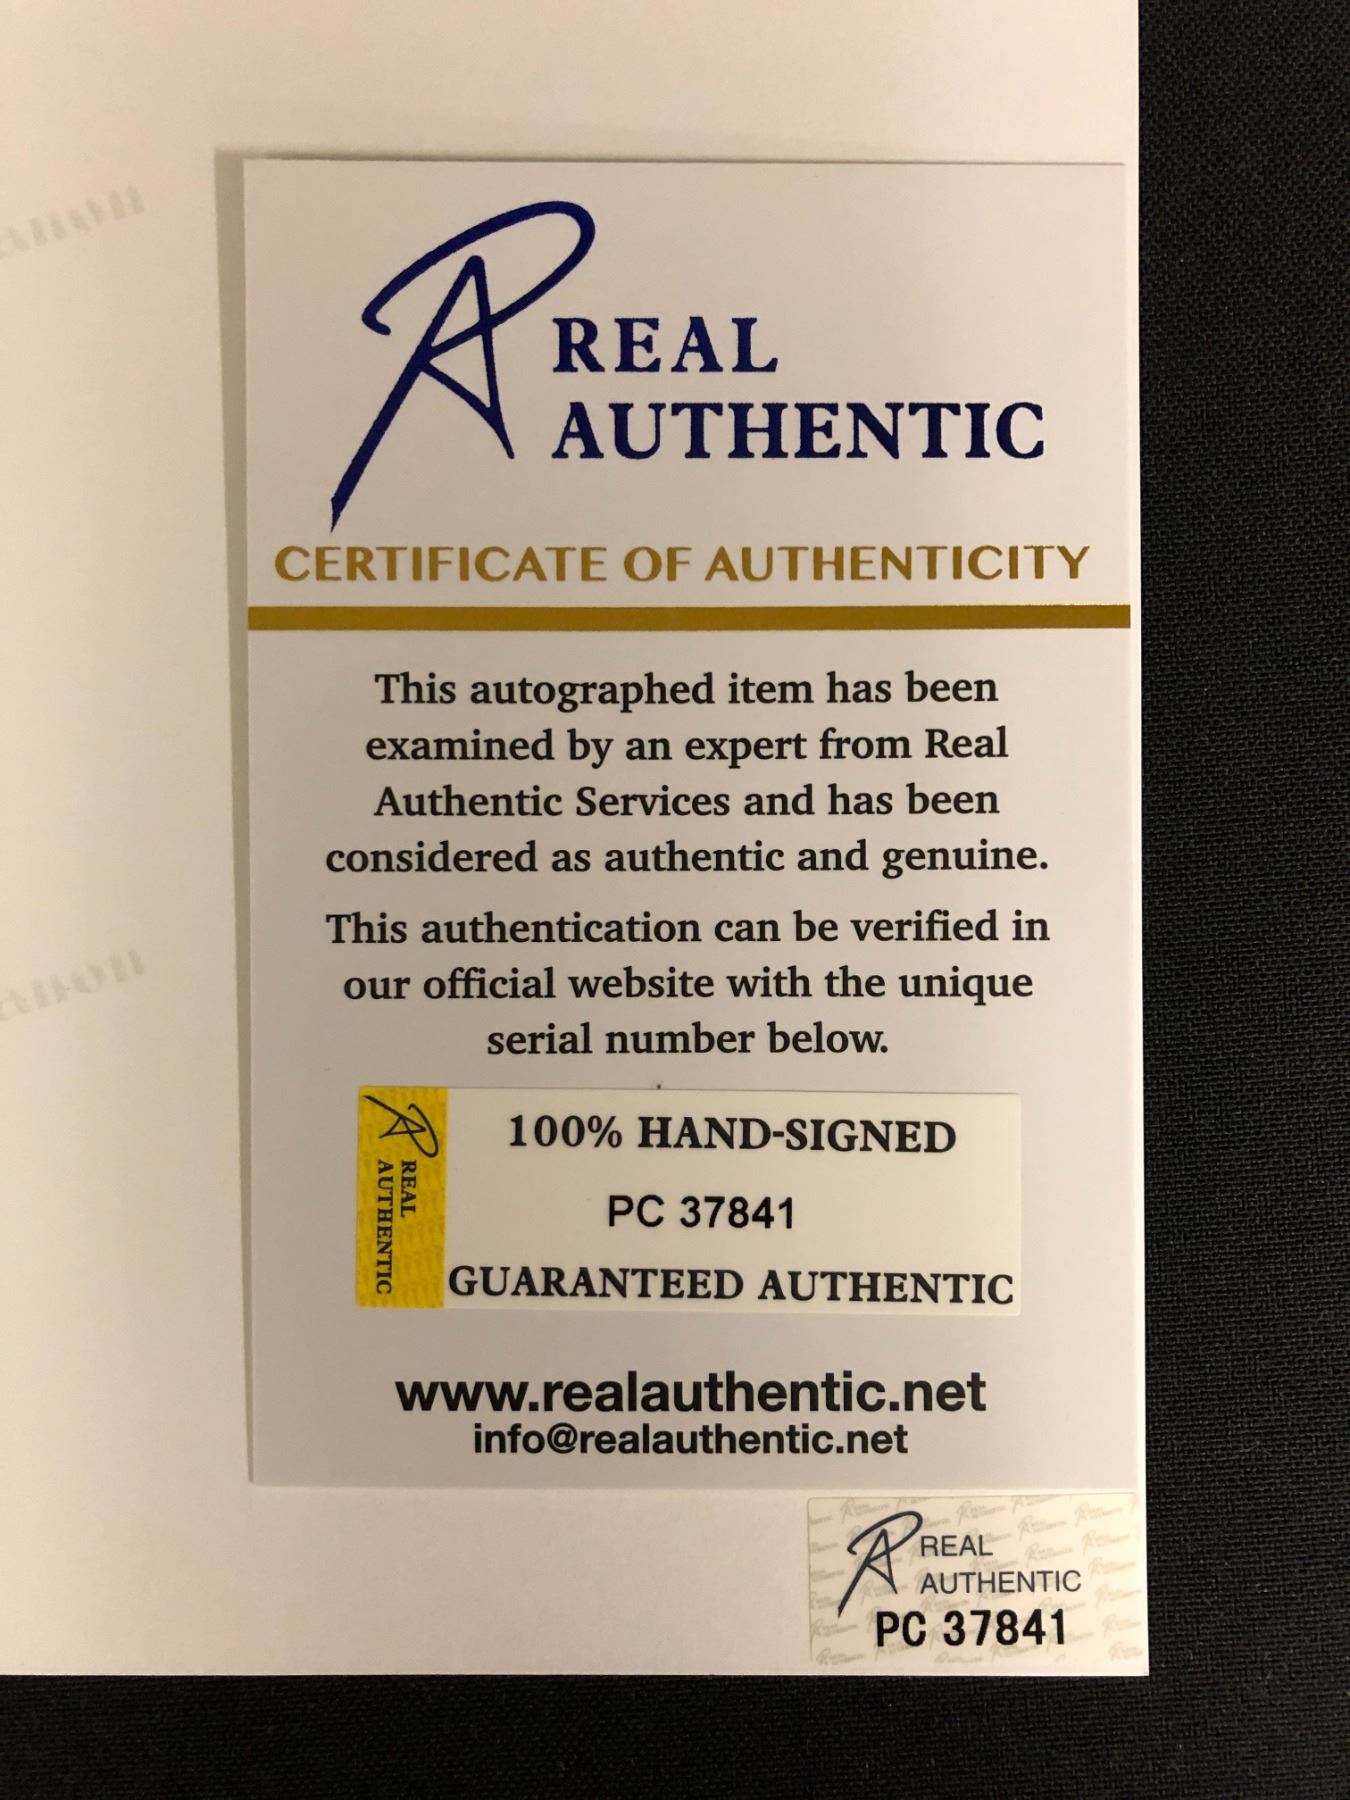 REAL
AUTHENTIC
CERTIFICATE OF AUTHENTICITY
This autographed item has been
examined by an expert from Real
Authentic Services and has been
considered as authentic and genuine.
This authentication can be verified in
our official website with the unique
serial number below.
REAL
AUTHENTIC
100% HAND-SIGNED
PC 37841
GUARANTEED AUTHENTIC
www.realauthentic.net
info@realauthentic.net
REAL
AUTHENTIC
PC 37841